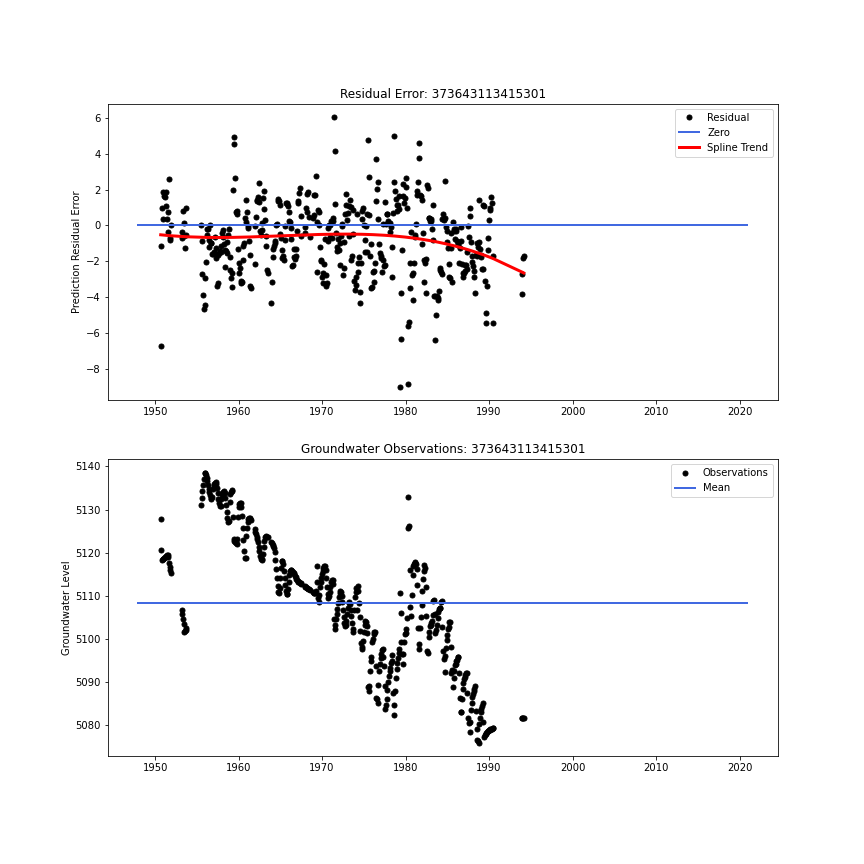 Residual Error: 373643113415301
Prediction Residual Error
6
4
2
0
−2
−4
−6
−8
Residual
Zero
Spline Trend
1950 1960 1970 1980 1990 2000 2010 2020
Groundwater Observations: 373643113415301
Groundwater Level
5140
5130
5120
5110
5100
5090
5080
Observations
Mean
1950 1960 1970 1980 1990 2000 2010 2020